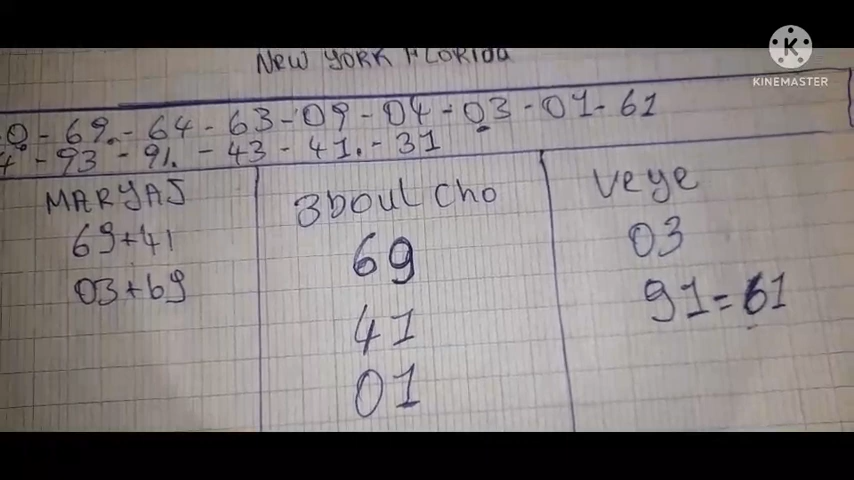 NEW YORK FLORIDA
0 - 69. - 64 - 63 - 09 - 04 - 03 - 01 - 61
4 - 93 - 91. - 43 - 41. - 31
MARYAJ
69+41
03+69
3boul cho
69
41
01
Veye
03
91=61
KINEMASTER